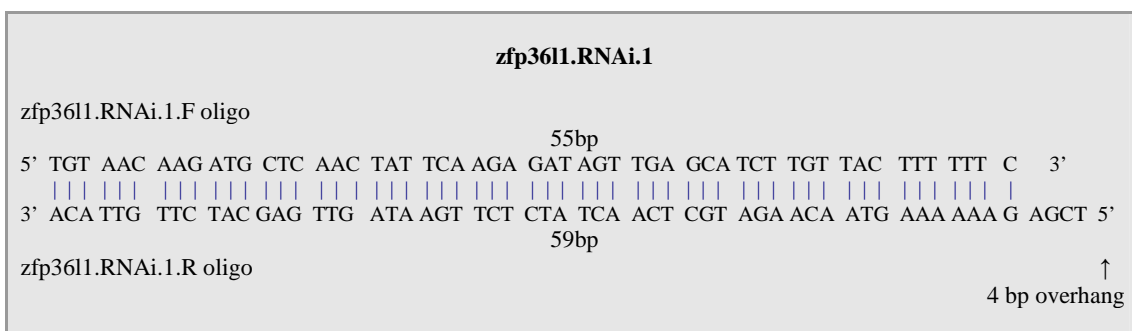 zfp36l1.RNAi.1
zfp36l1.RNAi.1.F oligo
55bp
5’ TGT AAC AAG ATG CTC AAC TAT TCA AGA GAT AGT TGA GCA TCT TGT TAC TTT TTT C 3’
3’ ACA TTG TTC TAC GAG TTG ATA AGT TCT CTA TCA ACT CGT AGA ACA ATG AAA AAA G AGCT 5’
59bp
zfp36l1.RNAi.1.R oligo
↑
4 bp overhang